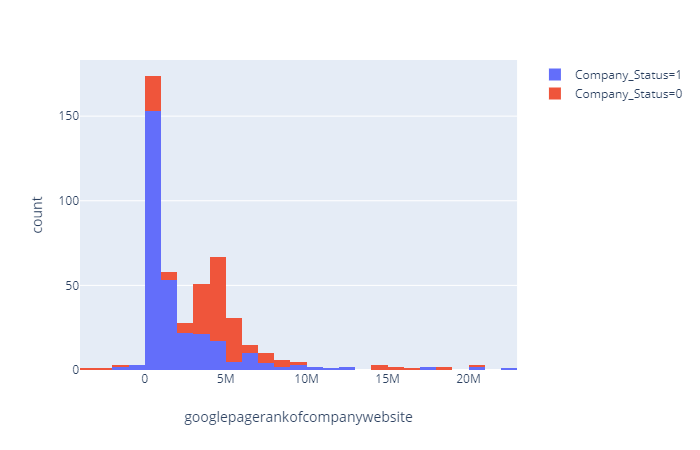 Company_Status=1
Company_Status=0
150
100
50
0
count
0 5M 10M 15M 20M
googlepagerankofcompanywebsite